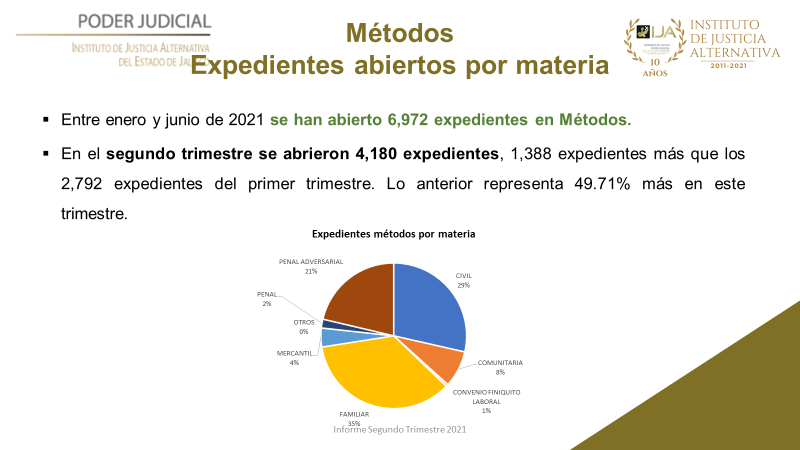 PODER JUDICIAL
INSTITUTO DE JUSTICIA ALTERNATIVA
DEL ESTADO DE JAL
Métodos
Expedientes abiertos por materia
IJA
10
AÑOS
INSTITUTO
DE JUSTICIA
ALTERNATIVA
2011-2021
▪ Entre enero y junio de 2021 se han abierto 6,972 expedientes en Métodos.
▪ En el segundo trimestre se abrieron 4,180 expedientes, 1,388 expedientes más que los
2,792 expedientes del primer trimestre. Lo anterior representa 49.71% más en este
trimestre.
Expedientes métodos por materia
PENAL ADVERSARIAL
21%
CIVIL
29%
PENAL
2%
OTROS
0%
MERCANTIL
4%
COMUNITARIA
8%
CONVENIO FINIQUITO
LABORAL
1%
FAMILIAR
35%
Informe Segundo Trimestre 2021